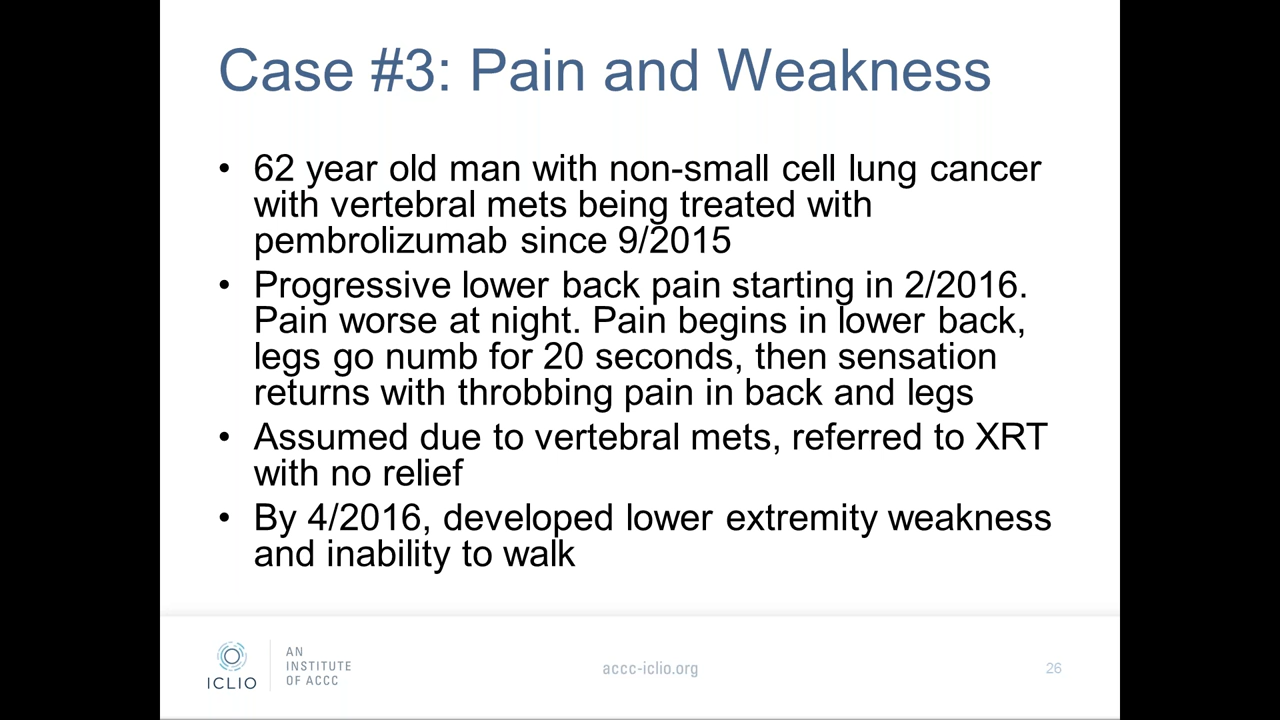 Case #3: Pain and Weakness
• 62 year old man with non-small cell lung cancer
with vertebral mets being treated with
pembrolizumab since 9/2015
• Progressive lower back pain starting in 2/2016.
Pain worse at night. Pain begins in lower back,
legs go numb for 20 seconds, then sensation
returns with throbbing pain in back and legs
• Assumed due to vertebral mets, referred to XRT
with no relief
• By 4/2016, developed lower extremity weakness
and inability to walk
ICLIO
AN
INSTITUTE
OF ACCC
accc-iclio.org
26